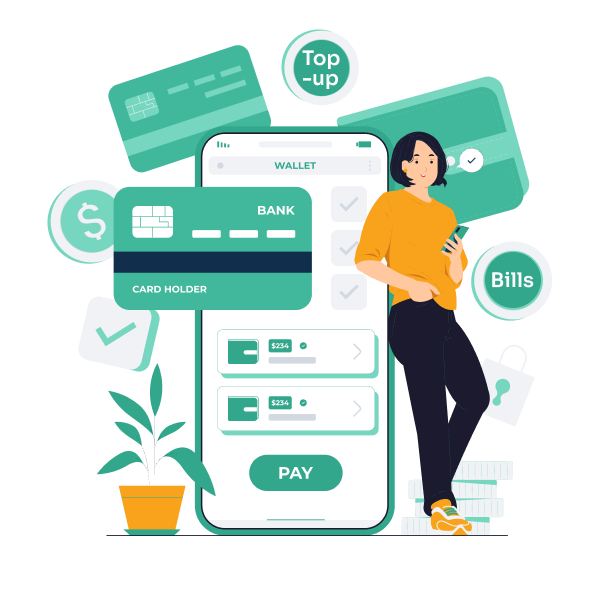 Top
-up
WALLET
BANK
CARD HOLDER
Bills
$234
$234
PAY
$